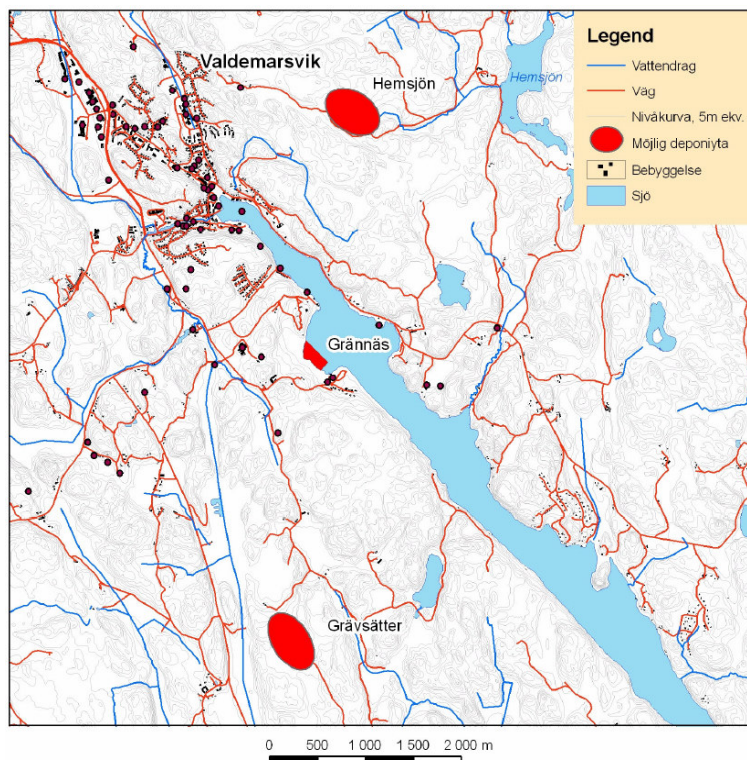 Valdemarsvik
Hemsjön
Hemsjön
Grännäs
Grävsätter
Legend
Vattendrag
Väg
Nivåkurva, 5m ekv.
Möjlig deponiyta
Bebyggelse
Sjö
0 500 1 000 1 500 2 000 m